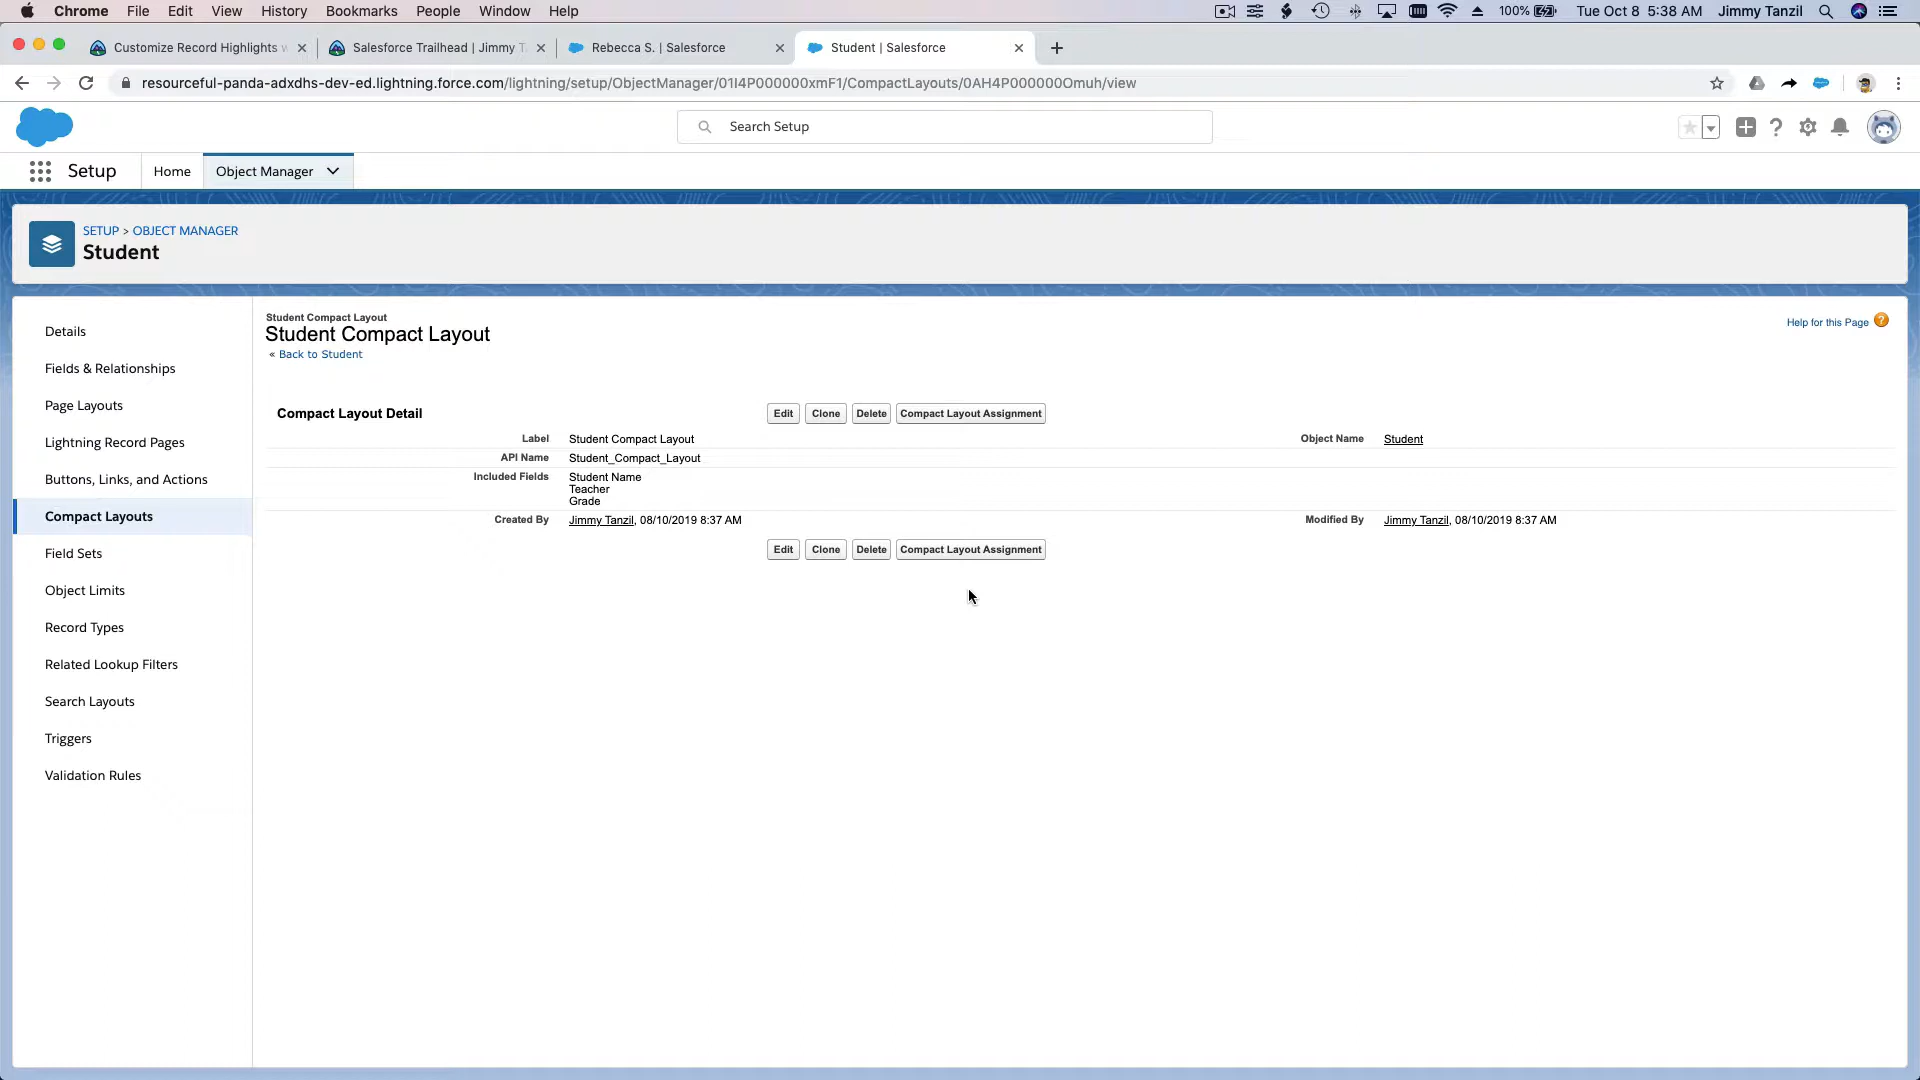 Chrome File Edit View History Bookmarks People Window Help 100% Tue Oct 8 5:38 AM Jimmy Tanzil
Customize Record Highlights Salesforce Trailhead | Jimmy T Rebecca S. | Salesforce Student | Salesforce
resourceful-panda-adxdhs-dev-ed.lightning.force.com/lightning/setup/ObjectManager/01I4P000000xmF1/CompactLayouts/0AH4P000000Omuh/view
Search Setup
Setup Home Object Manager
SETUP > OBJECT MANAGER
Student
Details
Fields & Relationships
Page Layouts
Lightning Record Pages
Buttons, Links, and Actions
Compact Layouts
Field Sets
Object Limits
Record Types
Related Lookup Filters
Search Layouts
Triggers
Validation Rules
Student Compact Layout
Student Compact Layout
« Back to Student
Help for this Page ?
Compact Layout Detail Edit Clone Delete Compact Layout Assignment
Label Student Compact Layout Object Name Student
API Name Student_Compact_Layout
Included Fields Student Name
Teacher
Grade
Created By Jimmy Tanzil, 08/10/2019 8:37 AM Modified By Jimmy Tanzil, 08/10/2019 8:37 AM
Edit Clone Delete Compact Layout Assignment